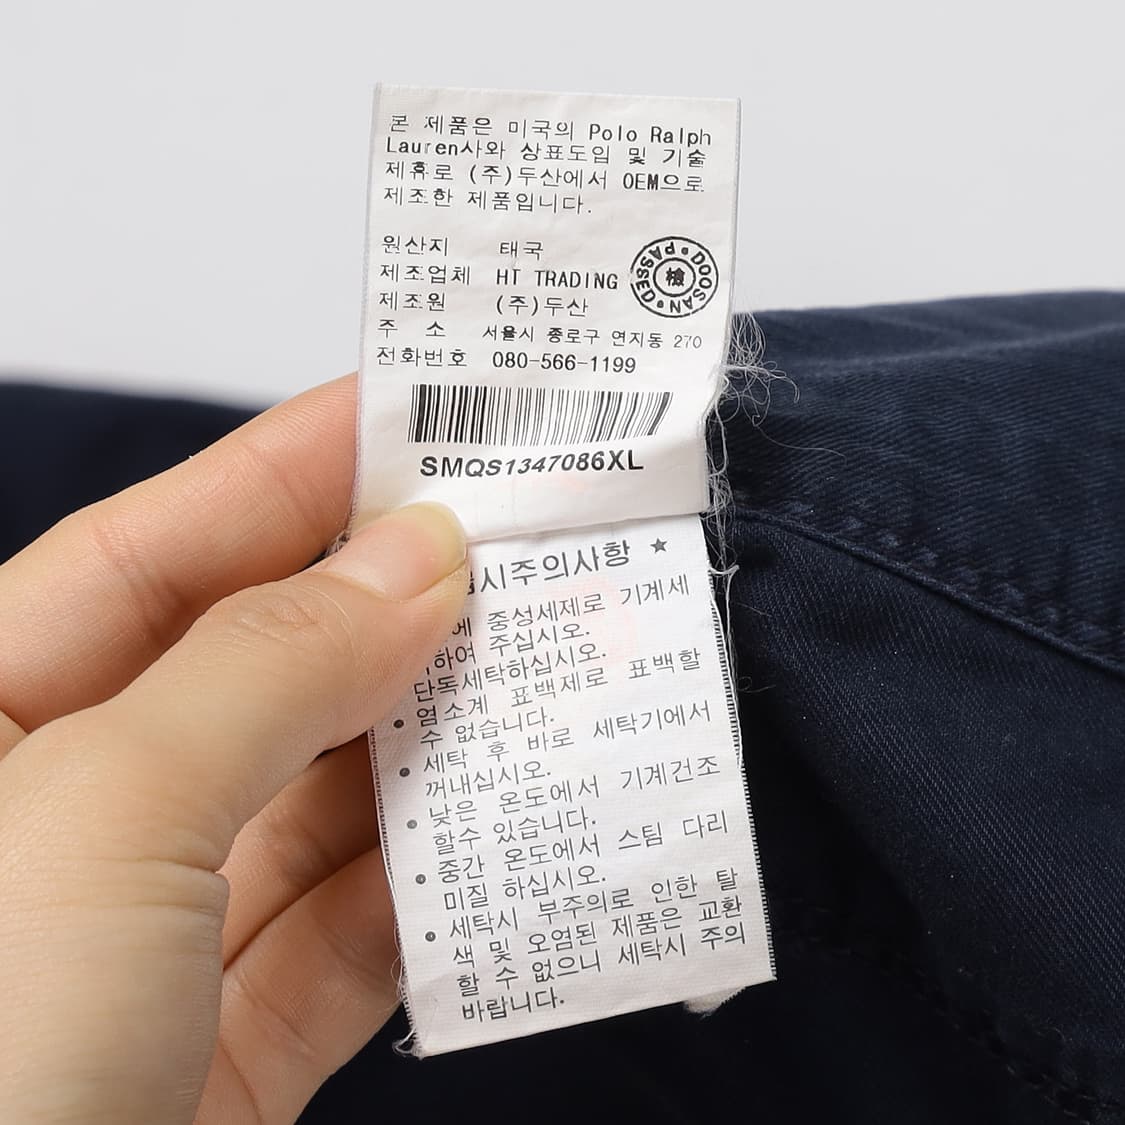 본 제품은 미국의 Polo Ralph
Lauren사와 상표도입 및 기술
제휴로 (주)두산에서 OEM으로
제조한 제품입니다.
원산지 태국
제조업체 HT TRADING
제조원 (주)두산
주 소 서울시 종로구 연지동 270
전화번호 080-566-1199
DOOSAN • PASSED •
檢
SMQS1347086XL
시주의사항 ★
에 중성세제로 기계세
하여 주십시오.
단독세탁하십시오.
• 염소계 표백제로 표백할
수 없습니다.
• 세탁 후 바로 세탁기에서
꺼내십시오.
• 낮은 온도에서 기계건조
할수 있습니다.
• 중간 온도에서 스팀 다리
미질 하십시오.
• 세탁시 부주의로 인한 탈
색 및 오염된 제품은 교환
할 수 없으니 세탁시 주의
바랍니다.